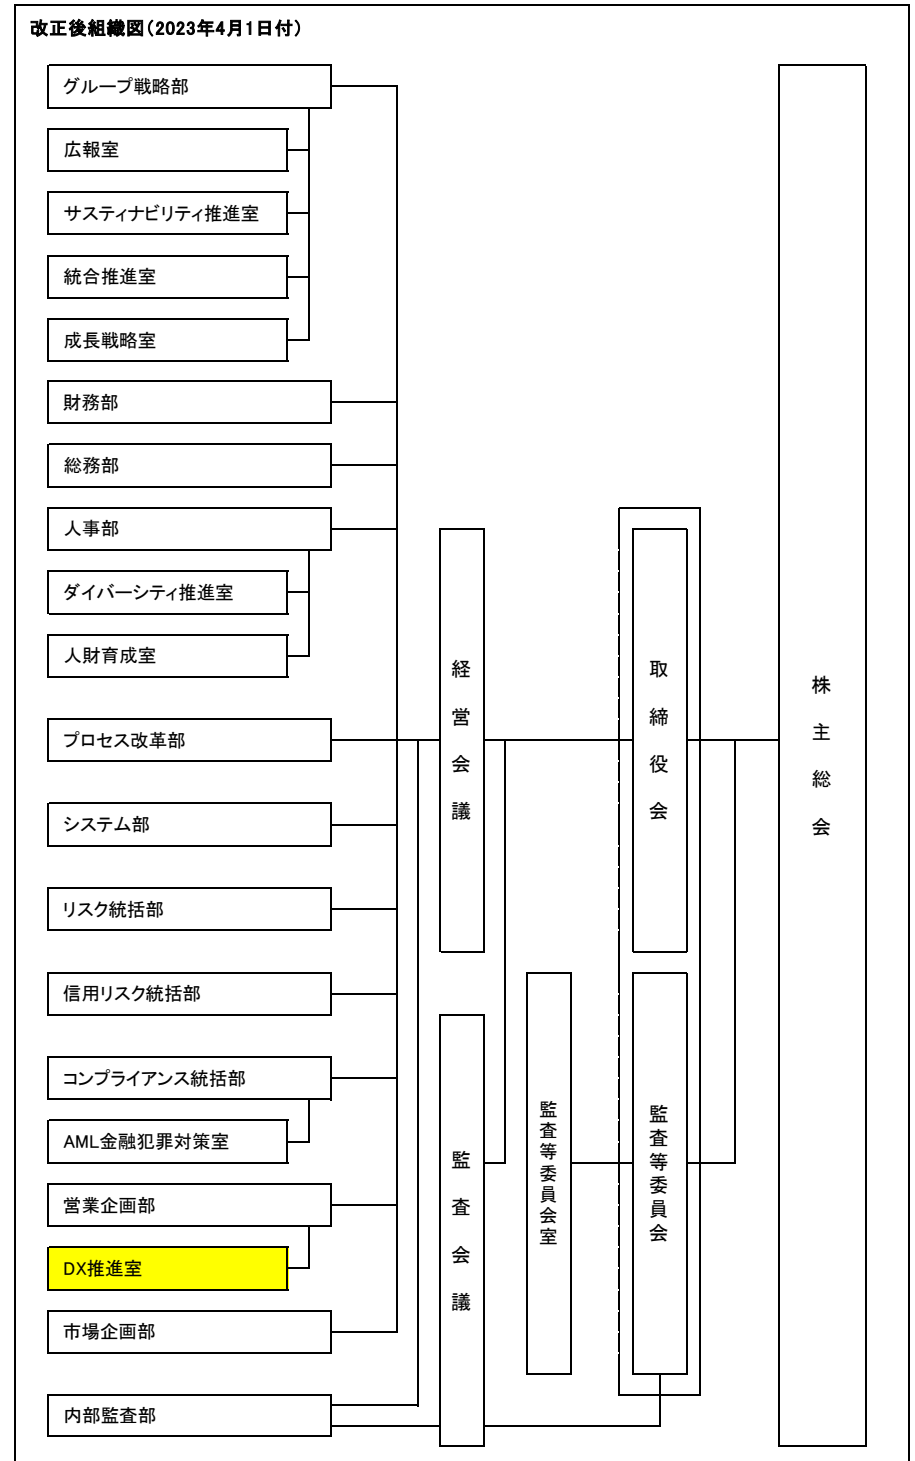 改正後組織図(2023年4月1日付)
グループ戦略部
広報室
サスティナビリティ推進室
統合推進室
成長戦略室
財務部
総務部
人事部
ダイバーシティ推進室
人財育成室
プロセス改革部
システム部
リスク統括部
信用リスク統括部
コンプライアンス統括部
AML金融犯罪対策室
営業企画部
DX推進室
市場企画部
内部監査部
経営会議
監査会議
監査等委員会室
取締役会
監査等委員会
株主総会